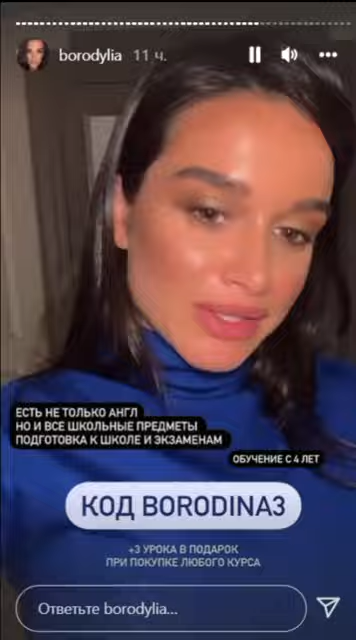 borodylia 11 ч.
ЕСТЬ НЕ ТОЛЬКО АНГЛ
НО И ВСЕ ШКОЛЬНЫЕ ПРЕДМЕТЫ
ПОДГОТОВКА К ШКОЛЕ И ЭКЗАМЕНАМ
ОБУЧЕНИЕ С 4 ЛЕТ
КОД BORODINA3
+3 УРОКА В ПОДАРОК
ПРИ ПОКУПКЕ ЛЮБОГО КУРСА
Ответьте borodylia...